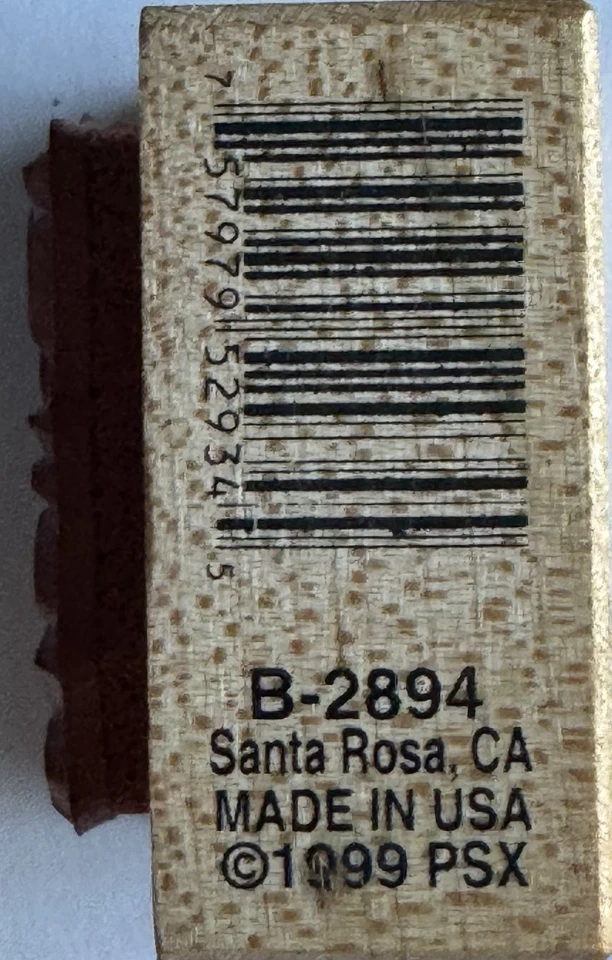 7 57979 52934 5
B-2894
Santa Rosa, CA
MADE IN USA
©1999 PSX